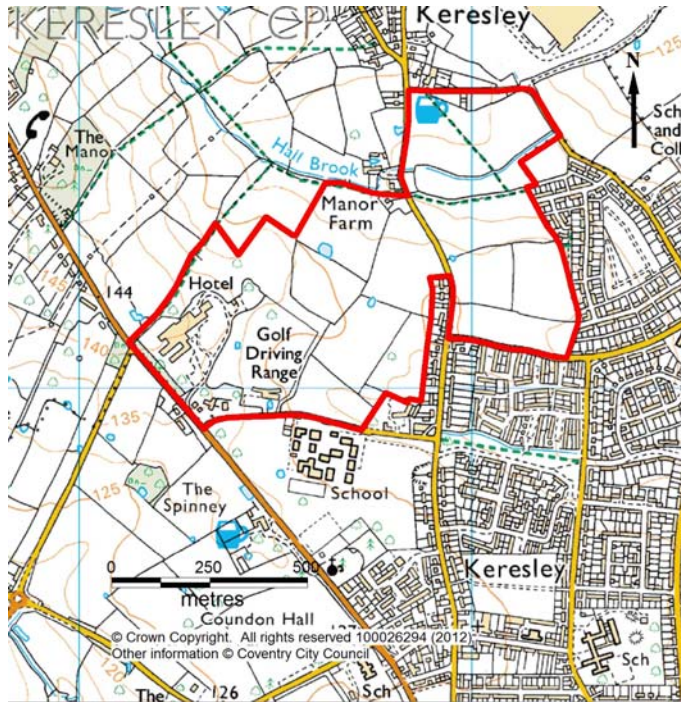 KERESLEY CP
Keresley
125
N
Sch
and
Coll
The
Manor
Hall Brook
Manor
Farm
145
144
Hotel
140
Golf
Driving
Range
135
125
The
Spinney
School
0 250 500
metres
Keresley
Coundon Hall
127
© Crown Copyright. All rights reserved 100026294 (2012)
Other information © Coventry City Council
120
The
126
Sch
Sch